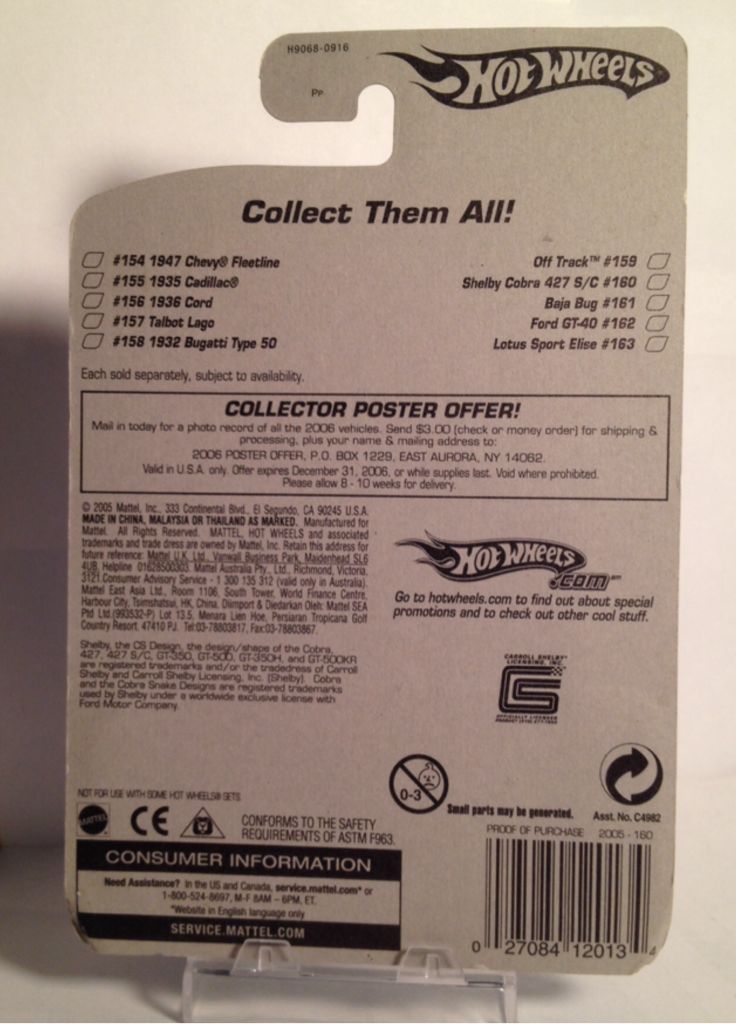 H9068-0916
PP
HOT WHEELS
Collect Them All!
#154 1947 Chevy® Fleetline
#155 1935 Cadillac®
#156 1936 Cord
#157 Talbot Lago
#158 1932 Bugatti Type 50
Off Track™ #159
Shelby Cobra 427 S/C #160
Baja Bug #161
Ford GT-40 #162
Lotus Sport Elise #163
Each sold separately, subject to availability.
COLLECTOR POSTER OFFER!
Mail in today for a photo record of all the 2006 vehicles. Send $3.00 (check or money order) for shipping &
processing, plus your name & mailing address to:
2006 POSTER OFFER, P.O. BOX 1229, EAST AURORA, NY 14052.
Valid in U.S.A. only. Offer expires December 31, 2006, or while supplies last. Void where prohibited.
Please allow 8 - 10 weeks for delivery.
© 2005 Mattel, Inc., 333 Continental Blvd., El Segundo, CA 90245 U.S.A.
MADE IN CHINA, MALAYSIA OR THAILAND AS MARKED. Manufactured for
Mattel. All Rights Reserved. MATTEL, HOT WHEELS and associated
trademarks and trade dress are owned by Mattel, Inc. Retain this address for
future reference: Mattel U.K. Ltd., Vanwall Business Park, Maidenhead SL6
4UB. Helpline 01628500303. Mattel Australia Pty., Ltd., Richmond, Victoria.
3121.Consumer Advisory Service - 1 300 135 312 (valid only in Australia).
Mattel East Asia Ltd., Room 1106, South Tower, World Finance Centre,
Harbour City, Tsimshatsui, HK, China. Diimport & Diedarkan Oleh: Mattel SEA
Ptd Ltd.(993532-P) Lot 13.5, Menara Lien Hoe, Persiaran Tropicana Golf
Country Resort. 47410 PJ. Tel:03-78803817, Fax:03-78803867.
Shelby, the CS Design, the design/shape of the Cobra,
427, 427 S/C, GT-350, GT-500, GT-350H, and GT-500KR
are registered trademarks and/or the tradedress of Carroll
Shelby and Carroll Shelby Licensing, Inc. (Shelby). Cobra
and the Cobra Snake Designs are registered trademarks
used by Shelby under a worldwide exclusive license with
Ford Motor Company.
HOT WHEELS
.COM
Go to hotwheels.com to find out about special
promotions and to check out other cool stuff.
CARROLL SHELBY
LICENSING, INC.
OFFICIALLY LICENSED
NOT FOR USE WITH SOME HOT WHEELS® SETS.
MATTEL
CE
CONFORMS TO THE SAFETY
REQUIREMENTS OF ASTM F963.
0-3
Small parts may be generated.
Asst. No. C4982
PROOF OF PURCHASE 2005 - 160
CONSUMER INFORMATION
Need Assistance? In the US and Canada, service.mattel.com* or
1-800-524-8697, M-F 8AM – 6PM, ET.
*Website in English language only
SERVICE.MATTEL.COM
0 27084 12013 4